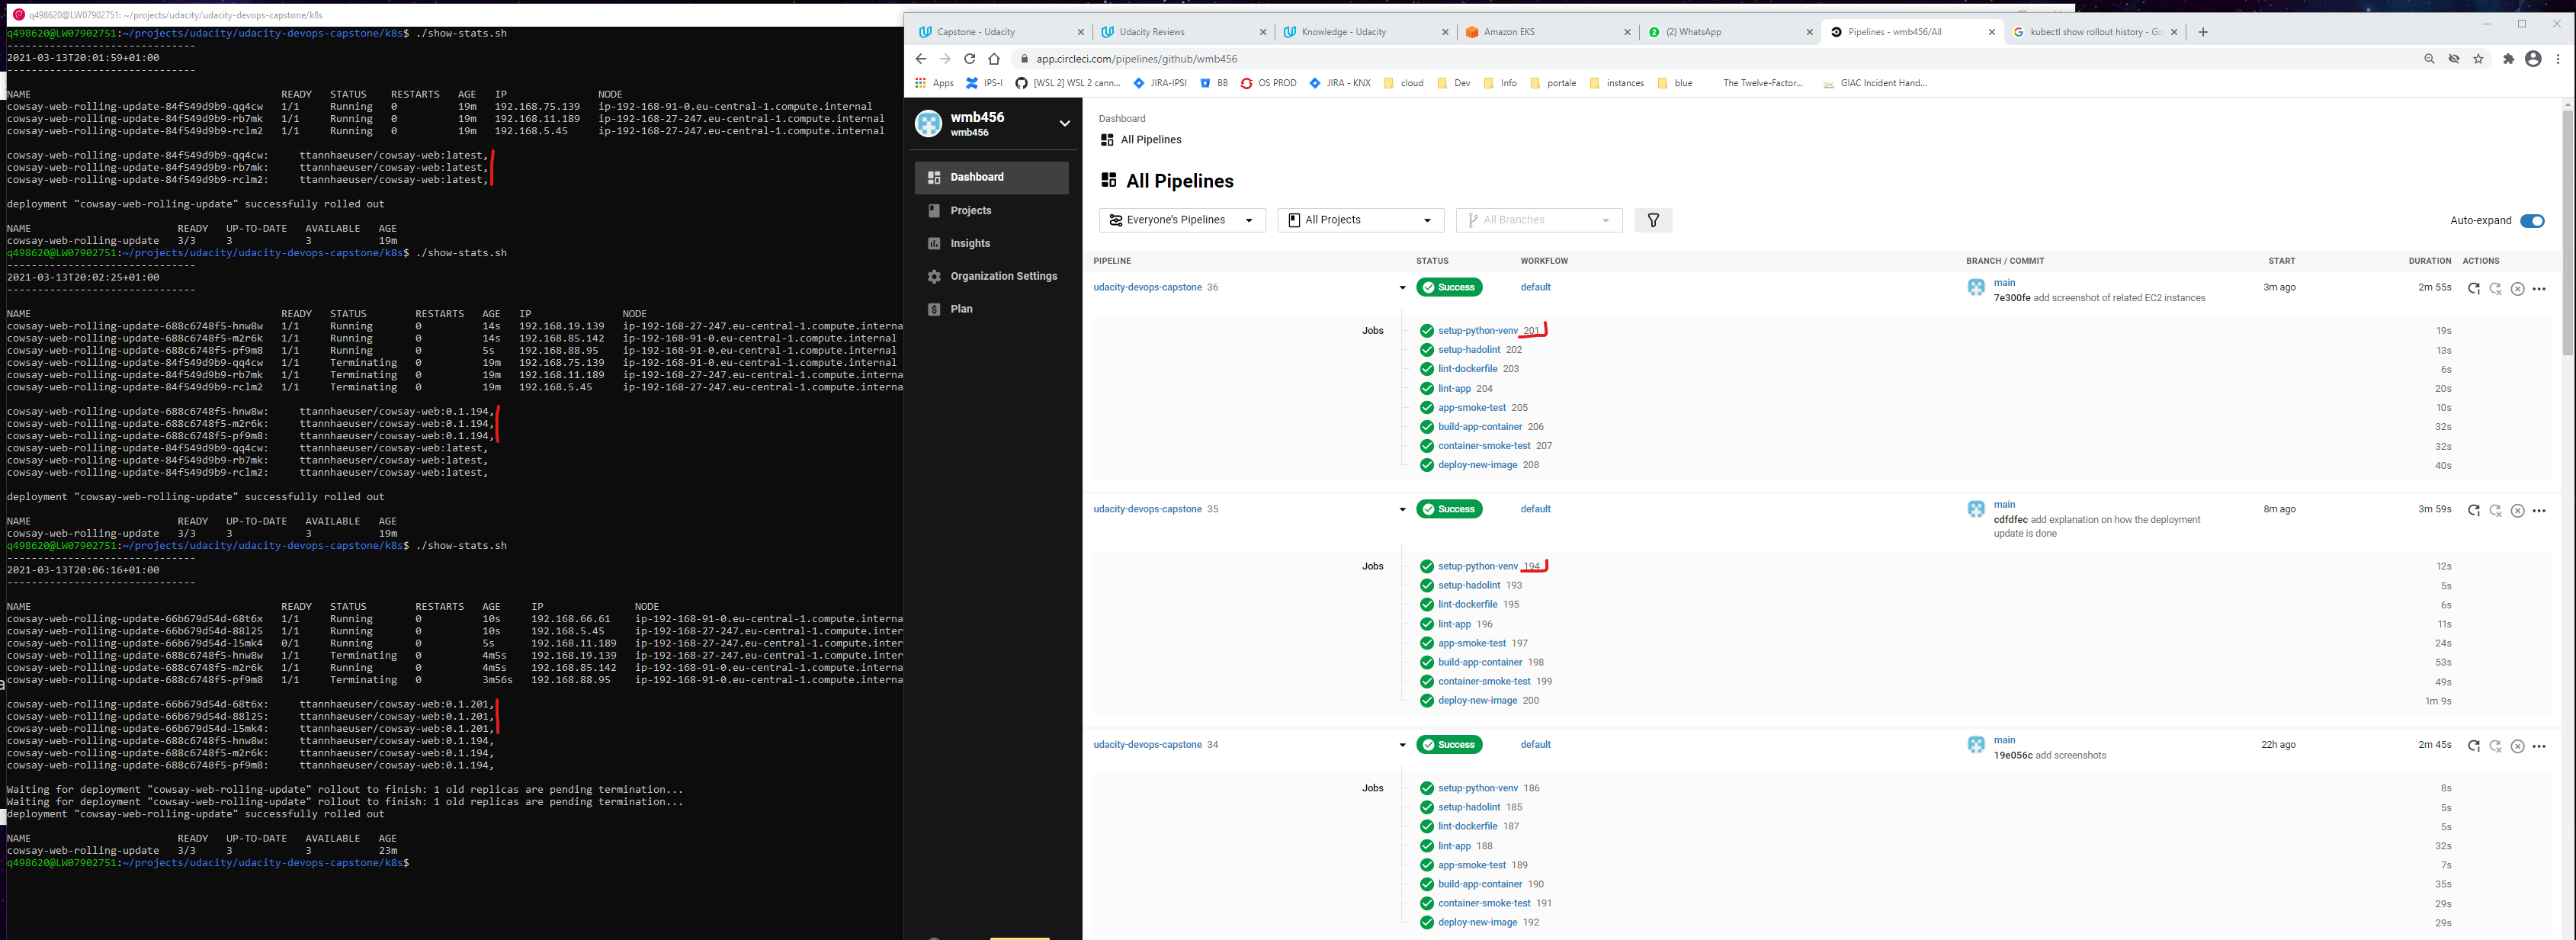 q498620@LW07902751: ~/projects/udacity/udacity-devops-capstone/k8s
q498620@LW07902751:~/projects/udacity/udacity-devops-capstone/k8s$ ./show-stats.sh
-------------------------------
2021-03-13T20:01:59+01:00
-------------------------------
NAME READY STATUS RESTARTS AGE IP NODE
cowsay-web-rolling-update-84f549d9b9-qq4cw 1/1 Running 0 19m 192.168.75.139 ip-192-168-91-0.eu-central-1.compute.internal
cowsay-web-rolling-update-84f549d9b9-rb7mk 1/1 Running 0 19m 192.168.11.189 ip-192-168-27-247.eu-central-1.compute.internal
cowsay-web-rolling-update-84f549d9b9-rclm2 1/1 Running 0 19m 192.168.5.45 ip-192-168-27-247.eu-central-1.compute.internal
cowsay-web-rolling-update-84f549d9b9-qq4cw: ttannhaeuser/cowsay-web:latest,
cowsay-web-rolling-update-84f549d9b9-rb7mk: ttannhaeuser/cowsay-web:latest,
cowsay-web-rolling-update-84f549d9b9-rclm2: ttannhaeuser/cowsay-web:latest,
deployment "cowsay-web-rolling-update" successfully rolled out
NAME READY UP-TO-DATE AVAILABLE AGE
cowsay-web-rolling-update 3/3 3 3 19m
q498620@LW07902751:~/projects/udacity/udacity-devops-capstone/k8s$ ./show-stats.sh
-------------------------------
2021-03-13T20:02:25+01:00
-------------------------------
NAME READY STATUS RESTARTS AGE IP NODE
cowsay-web-rolling-update-688c6748f5-hnw8w 1/1 Running 0 14s 192.168.19.139 ip-192-168-27-247.eu-central-1.compute.interna
cowsay-web-rolling-update-688c6748f5-m2r6k 1/1 Running 0 14s 192.168.85.142 ip-192-168-91-0.eu-central-1.compute.internal
cowsay-web-rolling-update-688c6748f5-pf9m8 1/1 Running 0 5s 192.168.88.95 ip-192-168-91-0.eu-central-1.compute.internal
cowsay-web-rolling-update-84f549d9b9-qq4cw 1/1 Terminating 0 19m 192.168.75.139 ip-192-168-91-0.eu-central-1.compute.internal
cowsay-web-rolling-update-84f549d9b9-rb7mk 1/1 Terminating 0 19m 192.168.11.189 ip-192-168-27-247.eu-central-1.compute.interna
cowsay-web-rolling-update-84f549d9b9-rclm2 1/1 Terminating 0 19m 192.168.5.45 ip-192-168-27-247.eu-central-1.compute.interna
cowsay-web-rolling-update-688c6748f5-hnw8w: ttannhaeuser/cowsay-web:0.1.194,
cowsay-web-rolling-update-688c6748f5-m2r6k: ttannhaeuser/cowsay-web:0.1.194,
cowsay-web-rolling-update-688c6748f5-pf9m8: ttannhaeuser/cowsay-web:0.1.194,
cowsay-web-rolling-update-84f549d9b9-qq4cw: ttannhaeuser/cowsay-web:latest,
cowsay-web-rolling-update-84f549d9b9-rb7mk: ttannhaeuser/cowsay-web:latest,
cowsay-web-rolling-update-84f549d9b9-rclm2: ttannhaeuser/cowsay-web:latest,
deployment "cowsay-web-rolling-update" successfully rolled out
NAME READY UP-TO-DATE AVAILABLE AGE
cowsay-web-rolling-update 3/3 3 3 19m
q498620@LW07902751:~/projects/udacity/udacity-devops-capstone/k8s$ ./show-stats.sh
-------------------------------
2021-03-13T20:06:16+01:00
-------------------------------
NAME READY STATUS RESTARTS AGE IP NODE
cowsay-web-rolling-update-66b679d54d-68t6x 1/1 Running 0 10s 192.168.66.61 ip-192-168-91-0.eu-central-1.compute.interna
cowsay-web-rolling-update-66b679d54d-88l25 1/1 Running 0 10s 192.168.5.45 ip-192-168-27-247.eu-central-1.compute.inter
cowsay-web-rolling-update-66b679d54d-l5mk4 0/1 Running 0 5s 192.168.11.189 ip-192-168-27-247.eu-central-1.compute.inter
cowsay-web-rolling-update-688c6748f5-hnw8w 1/1 Terminating 0 4m5s 192.168.19.139 ip-192-168-27-247.eu-central-1.compute.inter
cowsay-web-rolling-update-688c6748f5-m2r6k 1/1 Running 0 4m5s 192.168.85.142 ip-192-168-91-0.eu-central-1.compute.interna
cowsay-web-rolling-update-688c6748f5-pf9m8 1/1 Terminating 0 3m56s 192.168.88.95 ip-192-168-91-0.eu-central-1.compute.interna
cowsay-web-rolling-update-66b679d54d-68t6x: ttannhaeuser/cowsay-web:0.1.201,
cowsay-web-rolling-update-66b679d54d-88l25: ttannhaeuser/cowsay-web:0.1.201,
cowsay-web-rolling-update-66b679d54d-l5mk4: ttannhaeuser/cowsay-web:0.1.201,
cowsay-web-rolling-update-688c6748f5-hnw8w: ttannhaeuser/cowsay-web:0.1.194,
cowsay-web-rolling-update-688c6748f5-m2r6k: ttannhaeuser/cowsay-web:0.1.194,
cowsay-web-rolling-update-688c6748f5-pf9m8: ttannhaeuser/cowsay-web:0.1.194,
Waiting for deployment "cowsay-web-rolling-update" rollout to finish: 1 old replicas are pending termination...
Waiting for deployment "cowsay-web-rolling-update" rollout to finish: 1 old replicas are pending termination...
deployment "cowsay-web-rolling-update" successfully rolled out
NAME READY UP-TO-DATE AVAILABLE AGE
cowsay-web-rolling-update 3/3 3 3 23m
q498620@LW07902751:~/projects/udacity/udacity-devops-capstone/k8s$
Capstone - Udacity
Udacity Reviews
Knowledge - Udacity
Amazon EKS
(2) WhatsApp
Pipelines - wmb456/All
kubectl show rollout history - Go
app.circleci.com/pipelines/github/wmb456
Apps IPS-I [WSL 2] WSL 2 cann... JIRA-IPSI BB OS PROD JIRA - KNX cloud Dev Info portale instances blue The Twelve-Factor... GIAC Incident Hand...
wmb456
wmb456
Dashboard
Projects
Insights
Organization Settings
Plan
Dashboard
All Pipelines
All Pipelines
Everyone's Pipelines All Projects All Branches Auto-expand
PIPELINE STATUS WORKFLOW BRANCH / COMMIT START DURATION ACTIONS
udacity-devops-capstone 36 Success default main 3m ago 2m 55s
7e300fe add screenshot of related EC2 instances
Jobs setup-python-venv 201 19s
setup-hadolint 202 13s
lint-dockerfile 203 6s
lint-app 204 20s
app-smoke-test 205 10s
build-app-container 206 32s
container-smoke-test 207 32s
deploy-new-image 208 40s
udacity-devops-capstone 35 Success default main 8m ago 3m 59s
cdfdfec add explanation on how the deployment
update is done
Jobs setup-python-venv 194 12s
setup-hadolint 193 5s
lint-dockerfile 195 6s
lint-app 196 11s
app-smoke-test 197 24s
build-app-container 198 53s
container-smoke-test 199 49s
deploy-new-image 200 1m 9s
udacity-devops-capstone 34 Success default main 22h ago 2m 45s
19e056c add screenshots
Jobs setup-python-venv 186 8s
setup-hadolint 185 5s
lint-dockerfile 187 5s
lint-app 188 32s
app-smoke-test 189 7s
build-app-container 190 35s
container-smoke-test 191 29s
deploy-new-image 192 29s